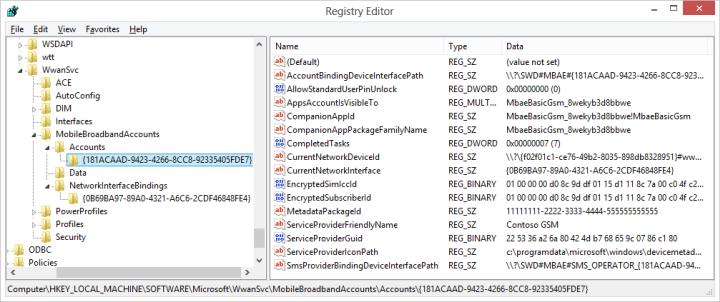 Registry Editor
File Edit View Favorites Help
WSDAPI
wtt
WwanSvc
ACE
AutoConfig
DIM
Interfaces
MobileBroadbandAccounts
Accounts
{181ACAAD-9423-4266-8CC8-92335405FDE7}
Data
NetworkInterfaceBindings
{0B69BA97-89A0-4321-A6C6-2CDF46848FE4}
PowerProfiles
Profiles
Security
ODBC
Policies
Name Type Data
(Default) REG_SZ (value not set)
AccountBindingDeviceInterfacePath REG_SZ \\?\SWD#MBAE#{181ACAAD-9423-4266-8CC8-923...
AllowStandardUserPinUnlock REG_DWORD 0x00000000 (0)
AppsAccountsVisibleTo REG_MULT... MbaeBasicGsm_8wekyb3d8bbwe
CompanionAppId REG_SZ MbaeBasicGsm_8wekyb3d8bbwe!MbaeBasicGsm
CompanionAppPackageFamilyName REG_SZ MbaeBasicGsm_8wekyb3d8bbwe
CompletedTasks REG_DWORD 0x00000007 (7)
CurrentNetworkDeviceId REG_SZ \\?\{f02f01c1-ce76-49b2-8035-898db8328951}#ww...
CurrentNetworkInterface REG_SZ {0B69BA97-89A0-4321-A6C6-2CDF46848FE4}
EncryptedSimIccId REG_BINARY 01 00 00 00 d0 8c 9d df 01 15 d1 11 8c 7a 00 c0 4f c2...
EncryptedSubscriberId REG_BINARY 01 00 00 00 d0 8c 9d df 01 15 d1 11 8c 7a 00 c0 4f c2...
MetadataPackageId REG_SZ 11111111-2222-3333-4444-555555555555
ServiceProviderFriendlyName REG_SZ Contoso GSM
ServiceProviderGuid REG_BINARY 22 53 36 a2 6a 80 42 4d b7 68 65 9c 07 86 c1 80
ServiceProviderIconPath REG_SZ c:\programdata\microsoft\windows\devicemetad...
SmsProviderBindingDeviceInterfacePath REG_SZ \\?\SWD#MBAE#SMS_OPERATOR_{181ACAAD-94...
Computer\HKEY_LOCAL_MACHINE\SOFTWARE\Microsoft\WwanSvc\MobileBroadbandAccounts\Accounts\{181ACAAD-9423-4266-8CC8-92335405FDE7}